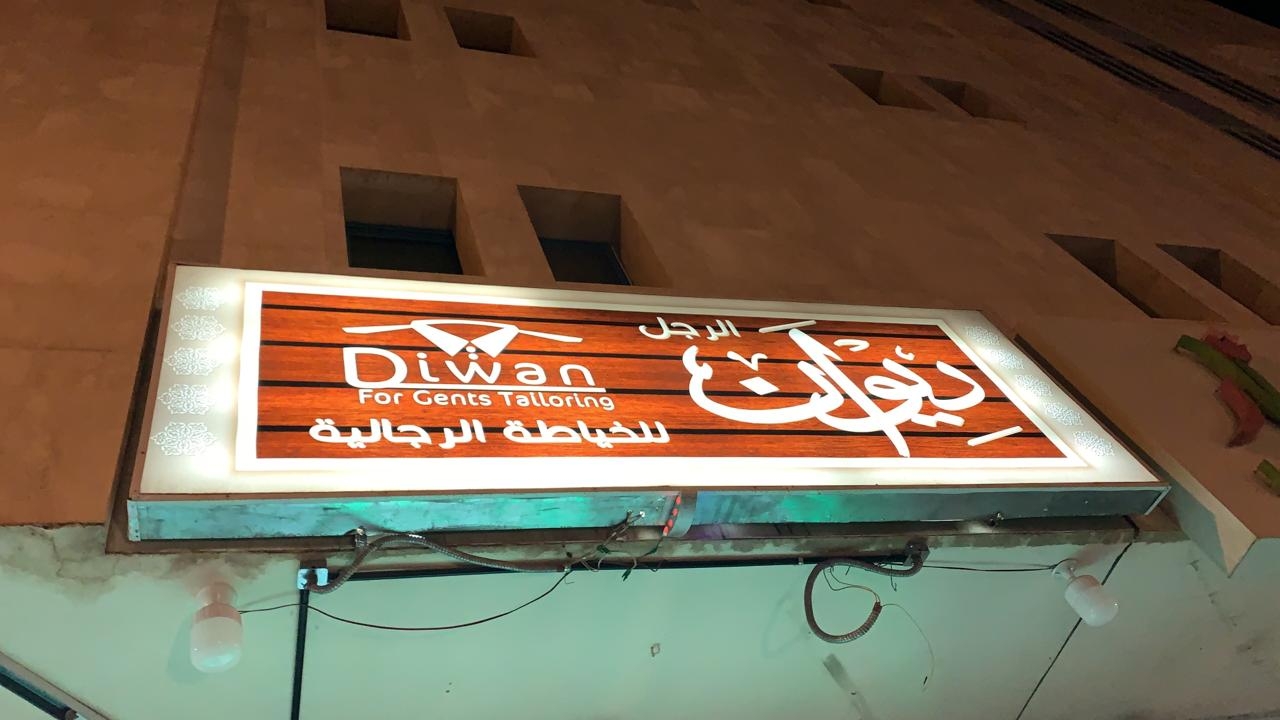 ديوان
الرجل
Diwan
For Gents Tailoring
للخياطة الرجالية